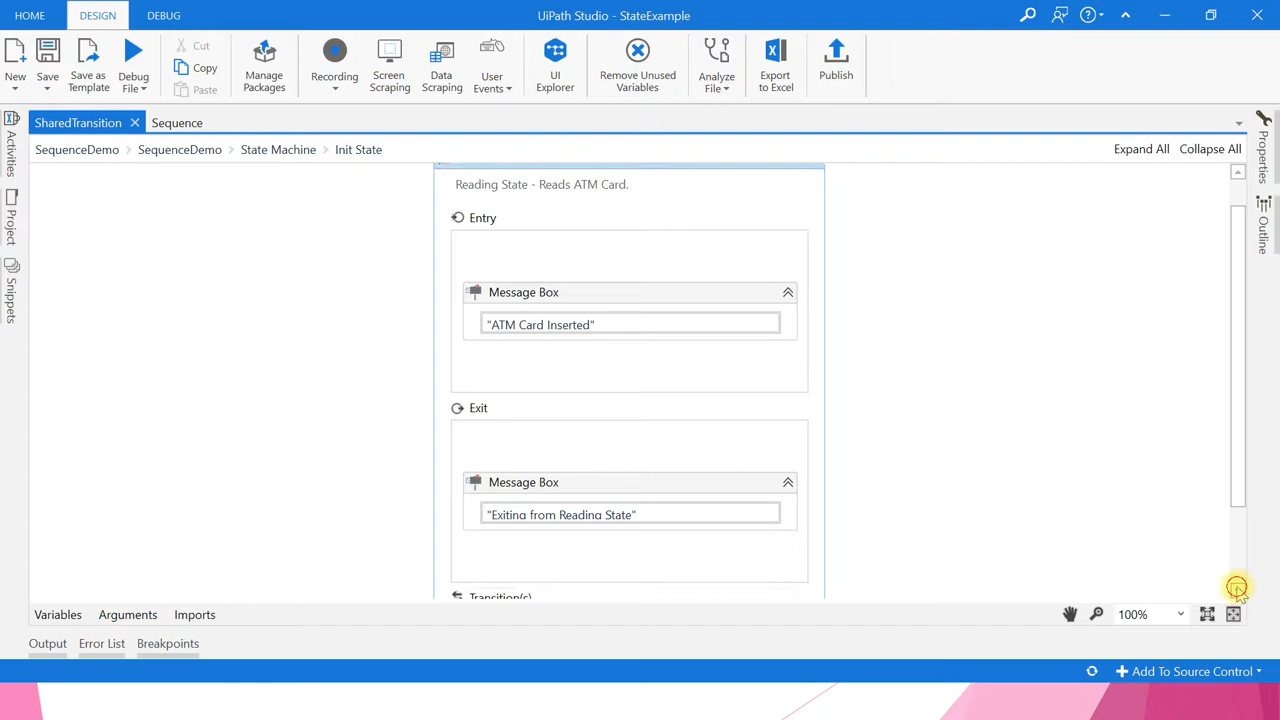 HOME DESIGN DEBUG UiPath Studio - StateExample
New Save Save as Template Debug File Cut Copy Paste Manage Packages Recording Screen Scraping Data Scraping User Events UI Explorer Remove Unused Variables Analyze File Export to Excel Publish
SharedTransition Sequence
SequenceDemo SequenceDemo State Machine Init State Expand All Collapse All
Activities
Project
Snippets
Properties
Outline
Reading State - Reads ATM Card.
Entry
Message Box
"ATM Card Inserted"
Exit
Message Box
"Exiting from Reading State"
Transition(s)
Variables Arguments Imports 100%
Output Error List Breakpoints
Add To Source Control